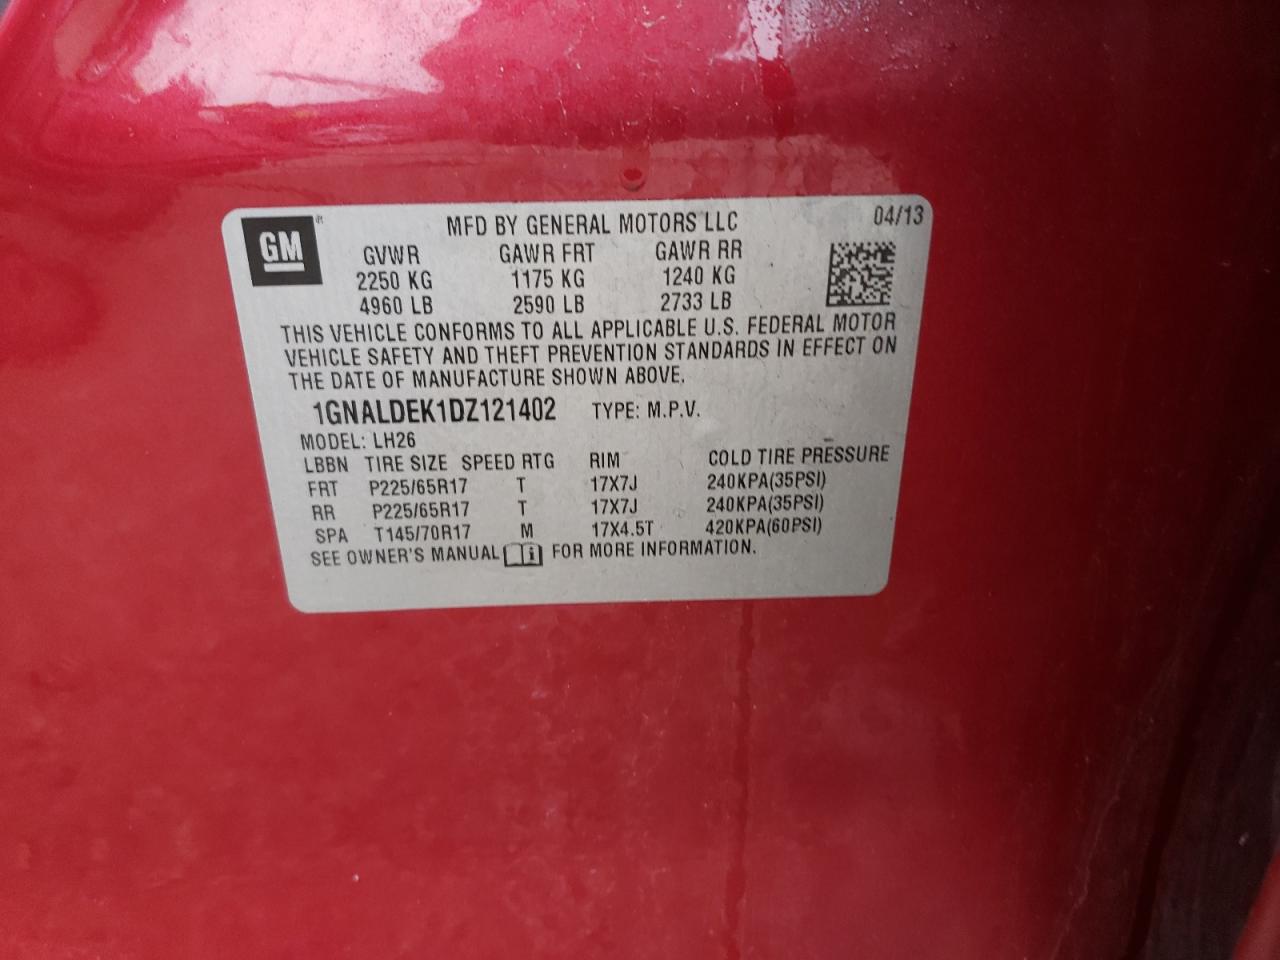 GM
MFD BY GENERAL MOTORS LLC 04/13
GVWR GAWR FRT GAWR RR
2250 KG 1175 KG 1240 KG
4960 LB 2590 LB 2733 LB
THIS VEHICLE CONFORMS TO ALL APPLICABLE U.S. FEDERAL MOTOR
VEHICLE SAFETY AND THEFT PREVENTION STANDARDS IN EFFECT ON
THE DATE OF MANUFACTURE SHOWN ABOVE.
1GNALDEK1DZ121402 TYPE: M.P.V.
MODEL: LH26
LBBN TIRE SIZE SPEED RTG RIM COLD TIRE PRESSURE
FRT P225/65R17 T 17X7J 240KPA(35PSI)
RR P225/65R17 T 17X7J 240KPA(35PSI)
SPA T145/70R17 M 17X4.5T 420KPA(60PSI)
SEE OWNER'S MANUAL FOR MORE INFORMATION.